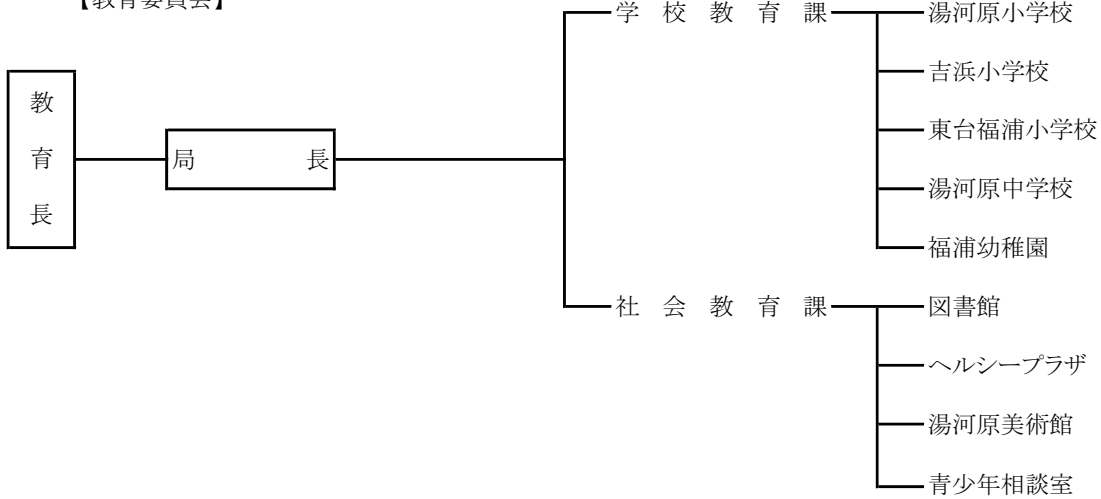 【教育委員会】
教育長
局長
学校教育課
湯河原小学校
吉浜小学校
東台福浦小学校
湯河原中学校
福浦幼稚園
社会教育課
図書館
ヘルシープラザ
湯河原美術館
青少年相談室